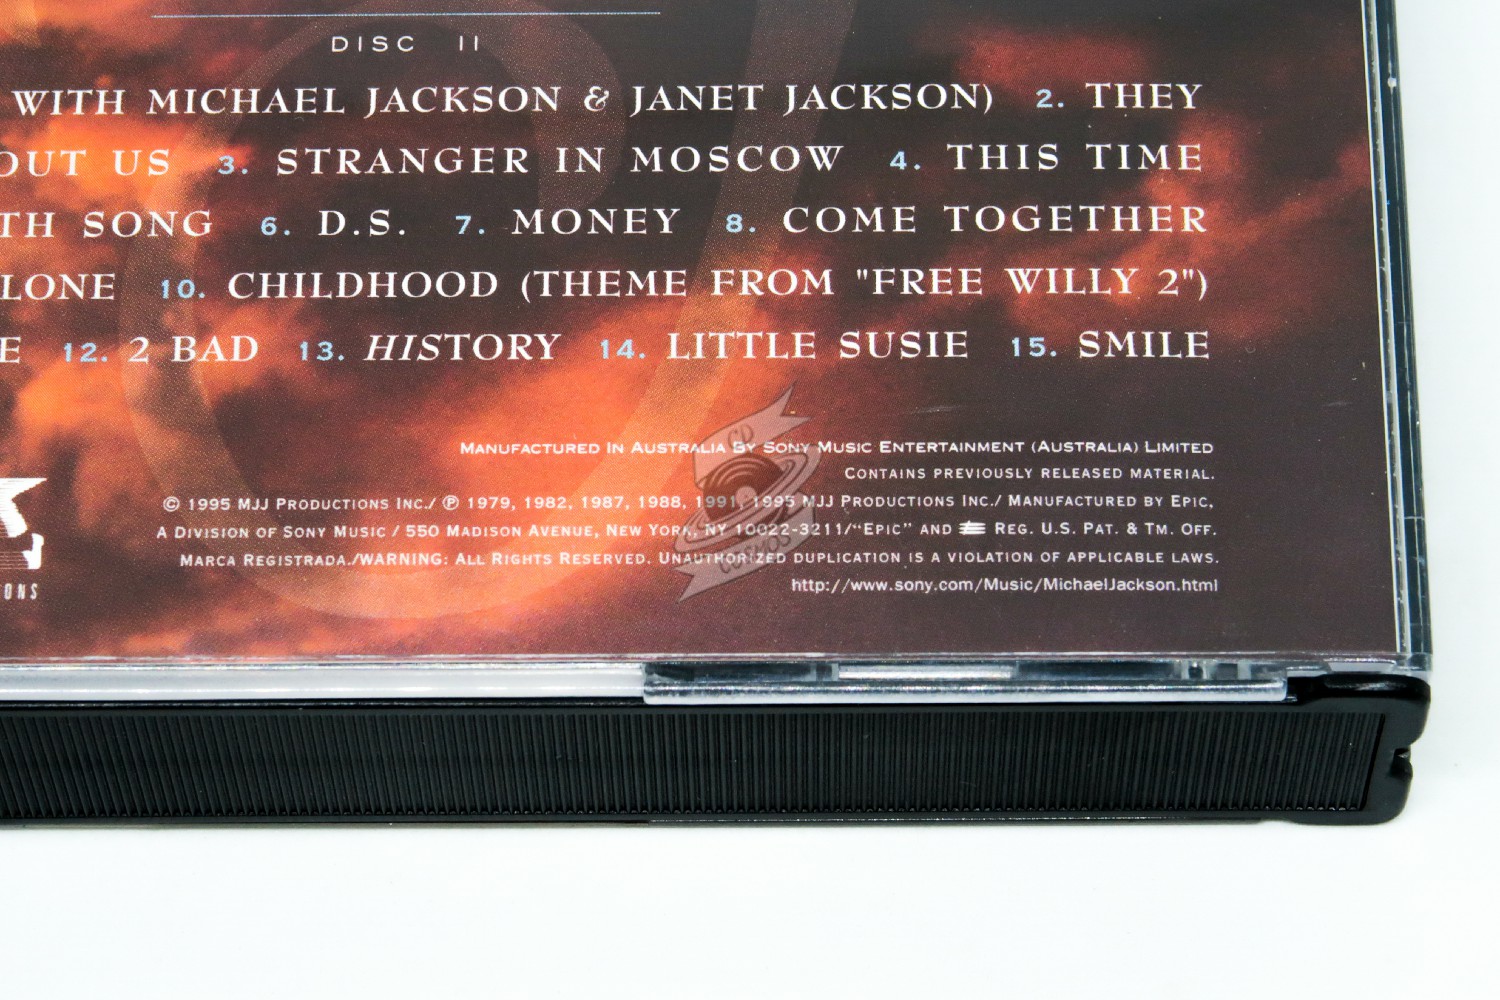 DISC II
WITH MICHAEL JACKSON & JANET JACKSON) 2. THEY
OUT US 3. STRANGER IN MOSCOW 4. THIS TIME
TH SONG 6. D.S. 7. MONEY 8. COME TOGETHER
LONE 10. CHILDHOOD (THEME FROM "FREE WILLY 2")
E 12. 2 BAD 13. HISTORY 14. LITTLE SUSIE 15. SMILE
MANUFACTURED IN AUSTRALIA BY SONY MUSIC ENTERTAINMENT (AUSTRALIA) LIMITED
CONTAINS PREVIOUSLY RELEASED MATERIAL.
© 1995 MJJ PRODUCTIONS INC./ ℗ 1979, 1982, 1987, 1988, 1991, 1995 MJJ PRODUCTIONS INC./ MANUFACTURED BY EPIC,
A DIVISION OF SONY MUSIC / 550 MADISON AVENUE, NEW YORK, NY 10022-3211/"EPIC" AND REG. U.S. PAT. & TM. OFF.
MARCA REGISTRADA./WARNING: ALL RIGHTS RESERVED. UNAUTHORIZED DUPLICATION IS A VIOLATION OF APPLICABLE LAWS.
http://www.sony.com/Music/MichaelJackson.html
ONS
CD